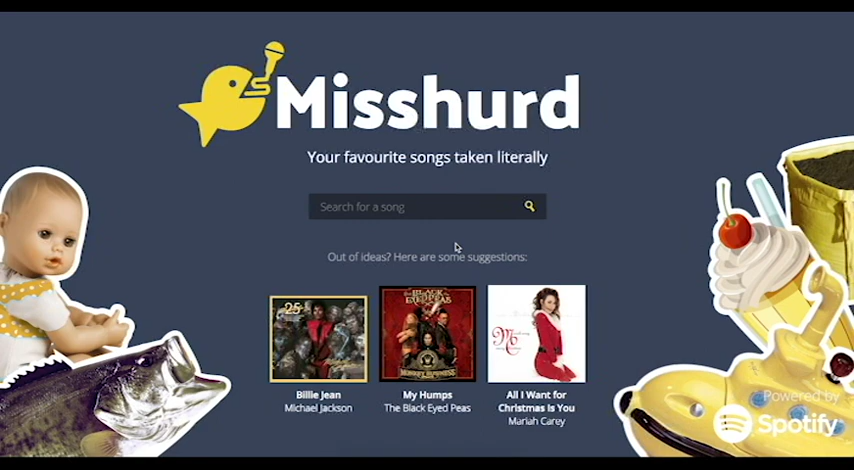 Misshurd
Your favourite songs taken literally
Search for a song
Out of ideas? Here are some suggestions:
25
BLACK
EYED PEAS
MONKEY BUSINESS
Billie Jean
Michael Jackson
My Humps
The Black Eyed Peas
All I Want for
Christmas Is You
Mariah Carey
Powered by
Spotify